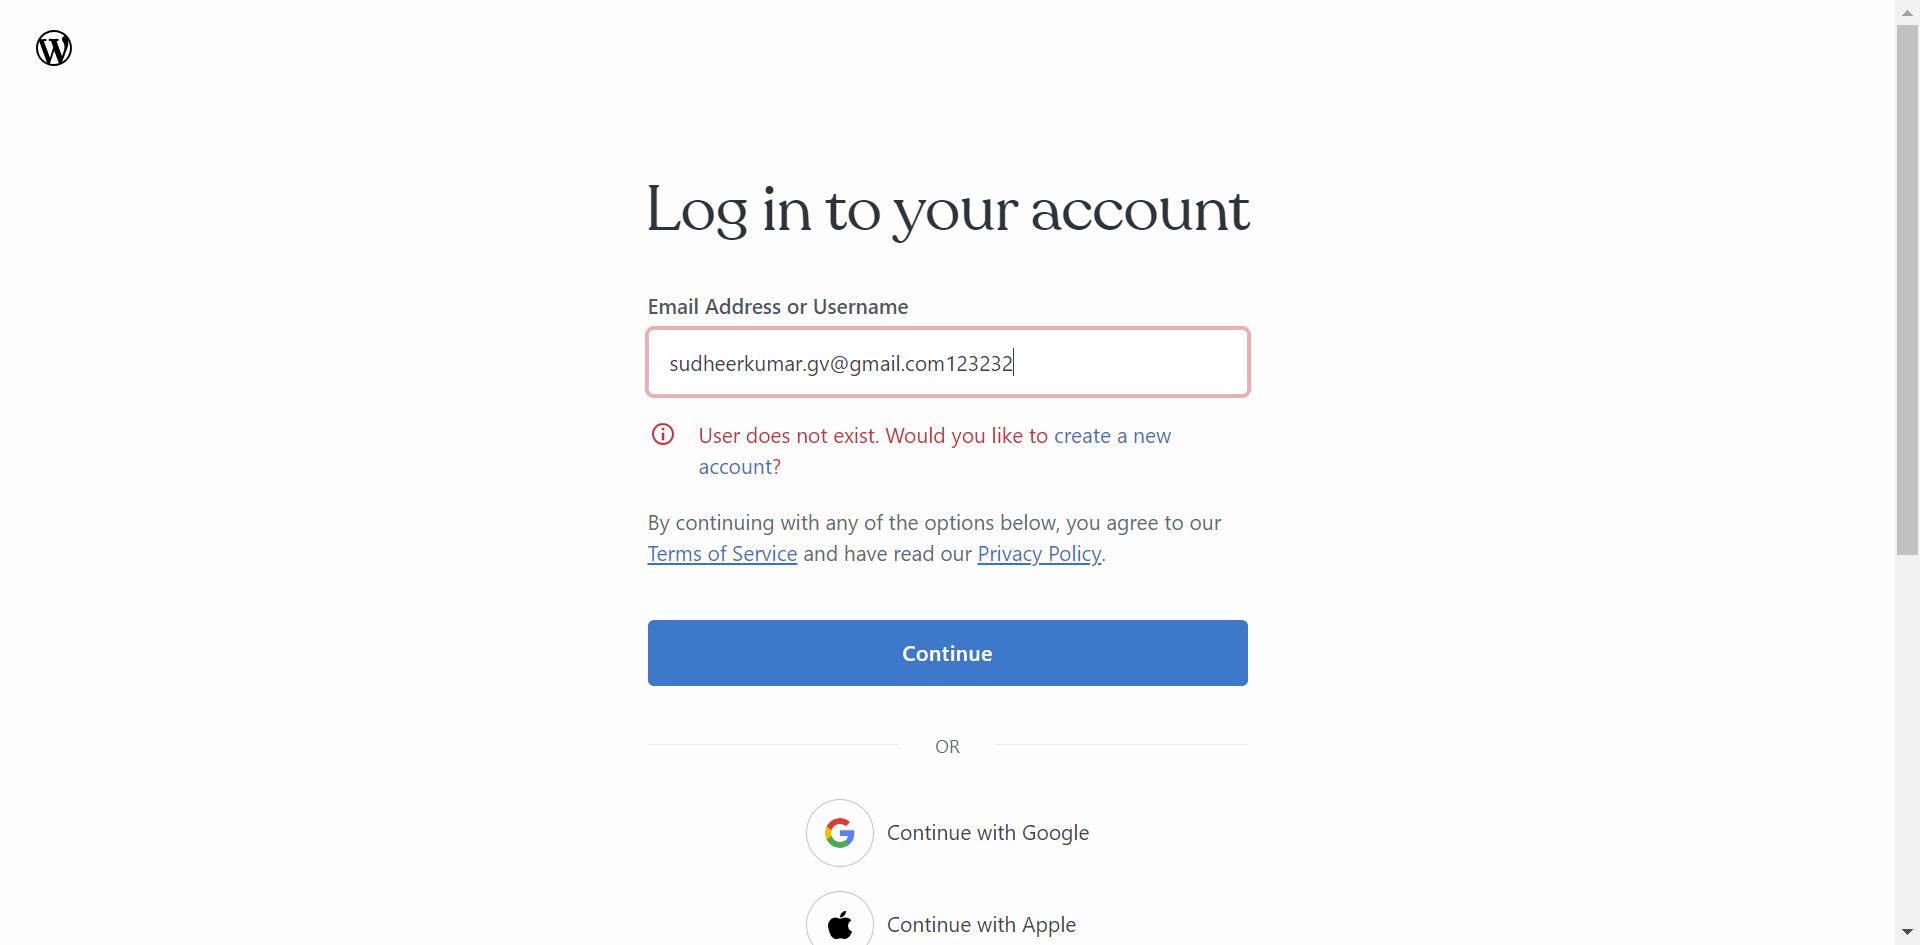 Log in to your account
Email Address or Username
sudheerkumar.gv@gmail.com123232
User does not exist. Would you like to create a new
account?
By continuing with any of the options below, you agree to our
Terms of Service and have read our Privacy Policy.
Continue
OR
Continue with Google
Continue with Apple